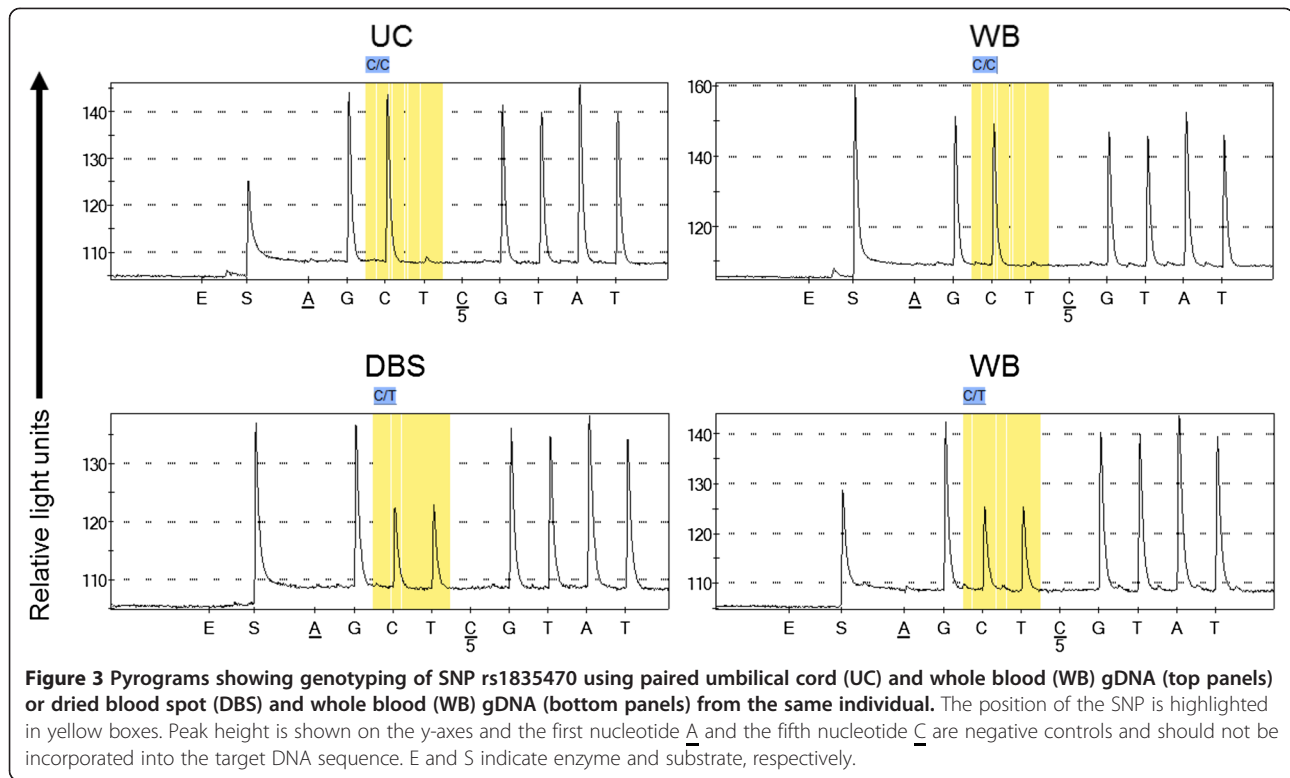 UC
C/C
140
130
120
110
E S A G C T C G T A T
5
WB
C/C
160
140
120
E S A G C T C G T A T
5
Relative light units
DBS
C/T
130
120
110
E S A G C T C G T A T
5
WB
C/T
140
130
120
110
E S A G C T C G T A T
5
Figure 3 Pyrograms showing genotyping of SNP rs1835470 using paired umbilical cord (UC) and whole blood (WB) gDNA (top panels)
or dried blood spot (DBS) and whole blood (WB) gDNA (bottom panels) from the same individual. The position of the SNP is highlighted
in yellow boxes. Peak height is shown on the y-axes and the first nucleotide A and the fifth nucleotide C are negative controls and should not be
incorporated into the target DNA sequence. E and S indicate enzyme and substrate, respectively.